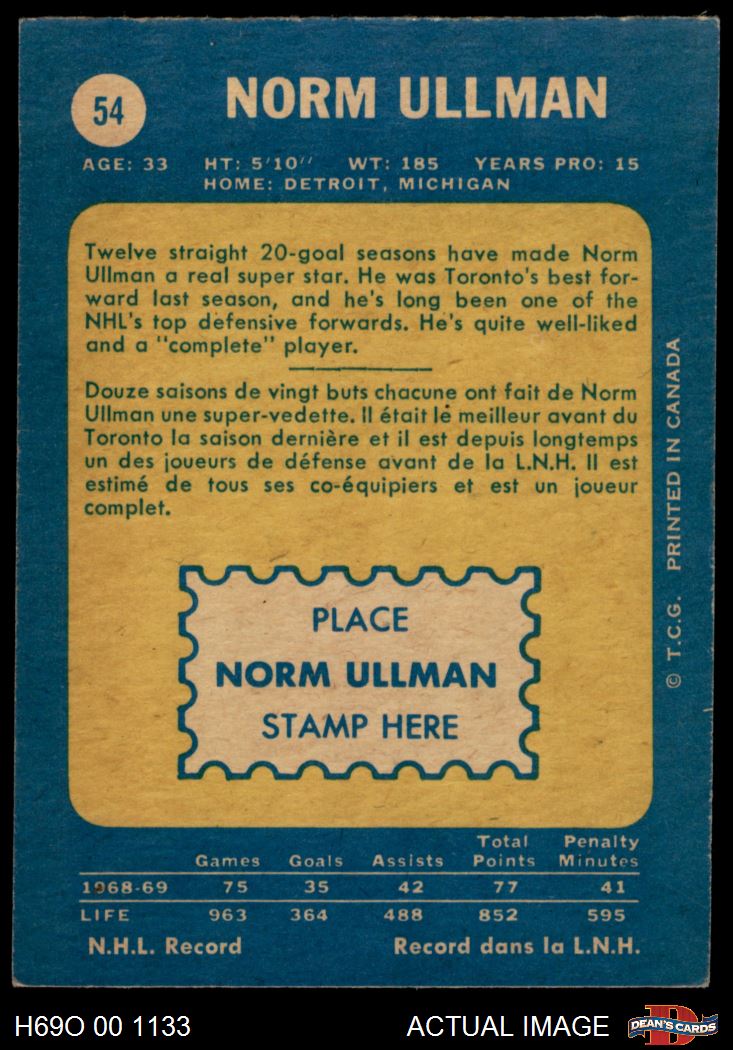 54
NORM ULLMAN
AGE: 33 HT: 5'10'' WT: 185 YEARS PRO: 15
HOME: DETROIT, MICHIGAN
Twelve straight 20-goal seasons have made Norm
Ullman a real super star. He was Toronto's best for-
ward last season, and he's long been one of the
NHL's top defensive forwards. He's quite well-liked
and a "complete" player.
Douze saisons de vingt buts chacune ont fait de Norm
Ullman une super-vedette. Il était le meilleur avant du
Toronto la saison dernière et il est depuis longtemps
un des joueurs de défense avant de la L.N.H. Il est
estimé de tous ses co-équipiers et est un joueur
complet.
PLACE
NORM ULLMAN
STAMP HERE
© T.C.G. PRINTED IN CANADA
Games Goals Assists Total Points Penalty Minutes
1968-69 75 35 42 77 41
LIFE 963 364 488 852 595
N.H.L. Record Record dans la L.N.H.
H69O 00 1133 ACTUAL IMAGE DEAN'S CARDS